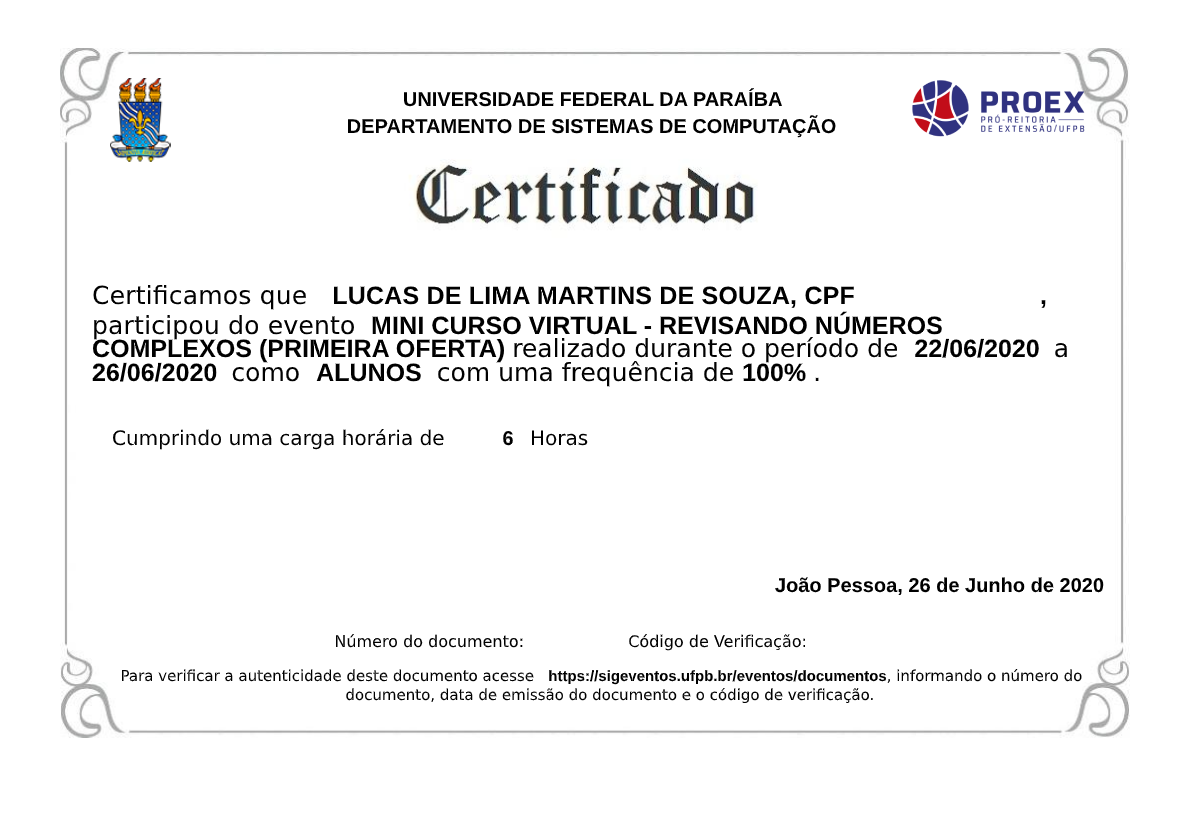 UNIVERSIDADE FEDERAL DA PARAÍBA
DEPARTAMENTO DE SISTEMAS DE COMPUTAÇÃO
PROEX
PRÓ-REITORIA
DE EXTENSÃO/UFPB
Certificado
Certificamos que LUCAS DE LIMA MARTINS DE SOUZA, CPF ,
participou do evento MINI CURSO VIRTUAL - REVISANDO NÚMEROS
COMPLEXOS (PRIMEIRA OFERTA) realizado durante o período de 22/06/2020 a
26/06/2020 como ALUNOS com uma frequência de 100% .
Cumprindo uma carga horária de 6 Horas
João Pessoa, 26 de Junho de 2020
Número do documento: Código de Verificação:
Para verificar a autenticidade deste documento acesse https://sigeventos.ufpb.br/eventos/documentos, informando o número do
documento, data de emissão do documento e o código de verificação.